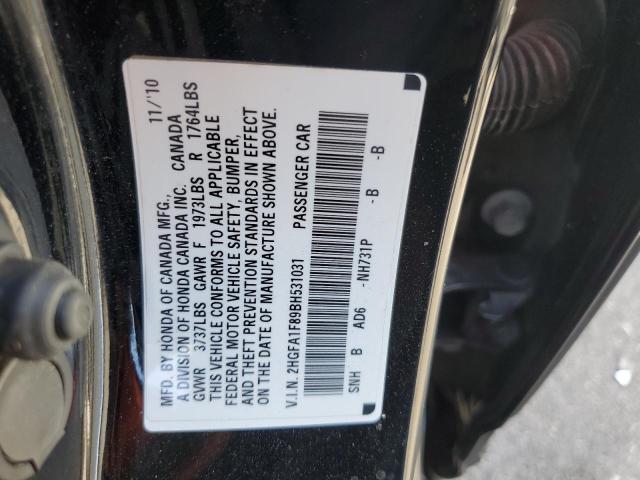 MFD. BY HONDA OF CANADA MFG., 11/'10
A DIVISION OF HONDA CANADA INC. CANADA
GVWR 3737LBS GAWR F 1973LBS R 1764LBS
THIS VEHICLE CONFORMS TO ALL APPLICABLE
FEDERAL MOTOR VEHICLE SAFETY, BUMPER,
AND THEFT PREVENTION STANDARDS IN EFFECT
ON THE DATE OF MANUFACTURE SHOWN ABOVE.
V.I.N. 2HGFA1F89BH531031 PASSENGER CAR
SNH B AD6 -NH731P -B -B